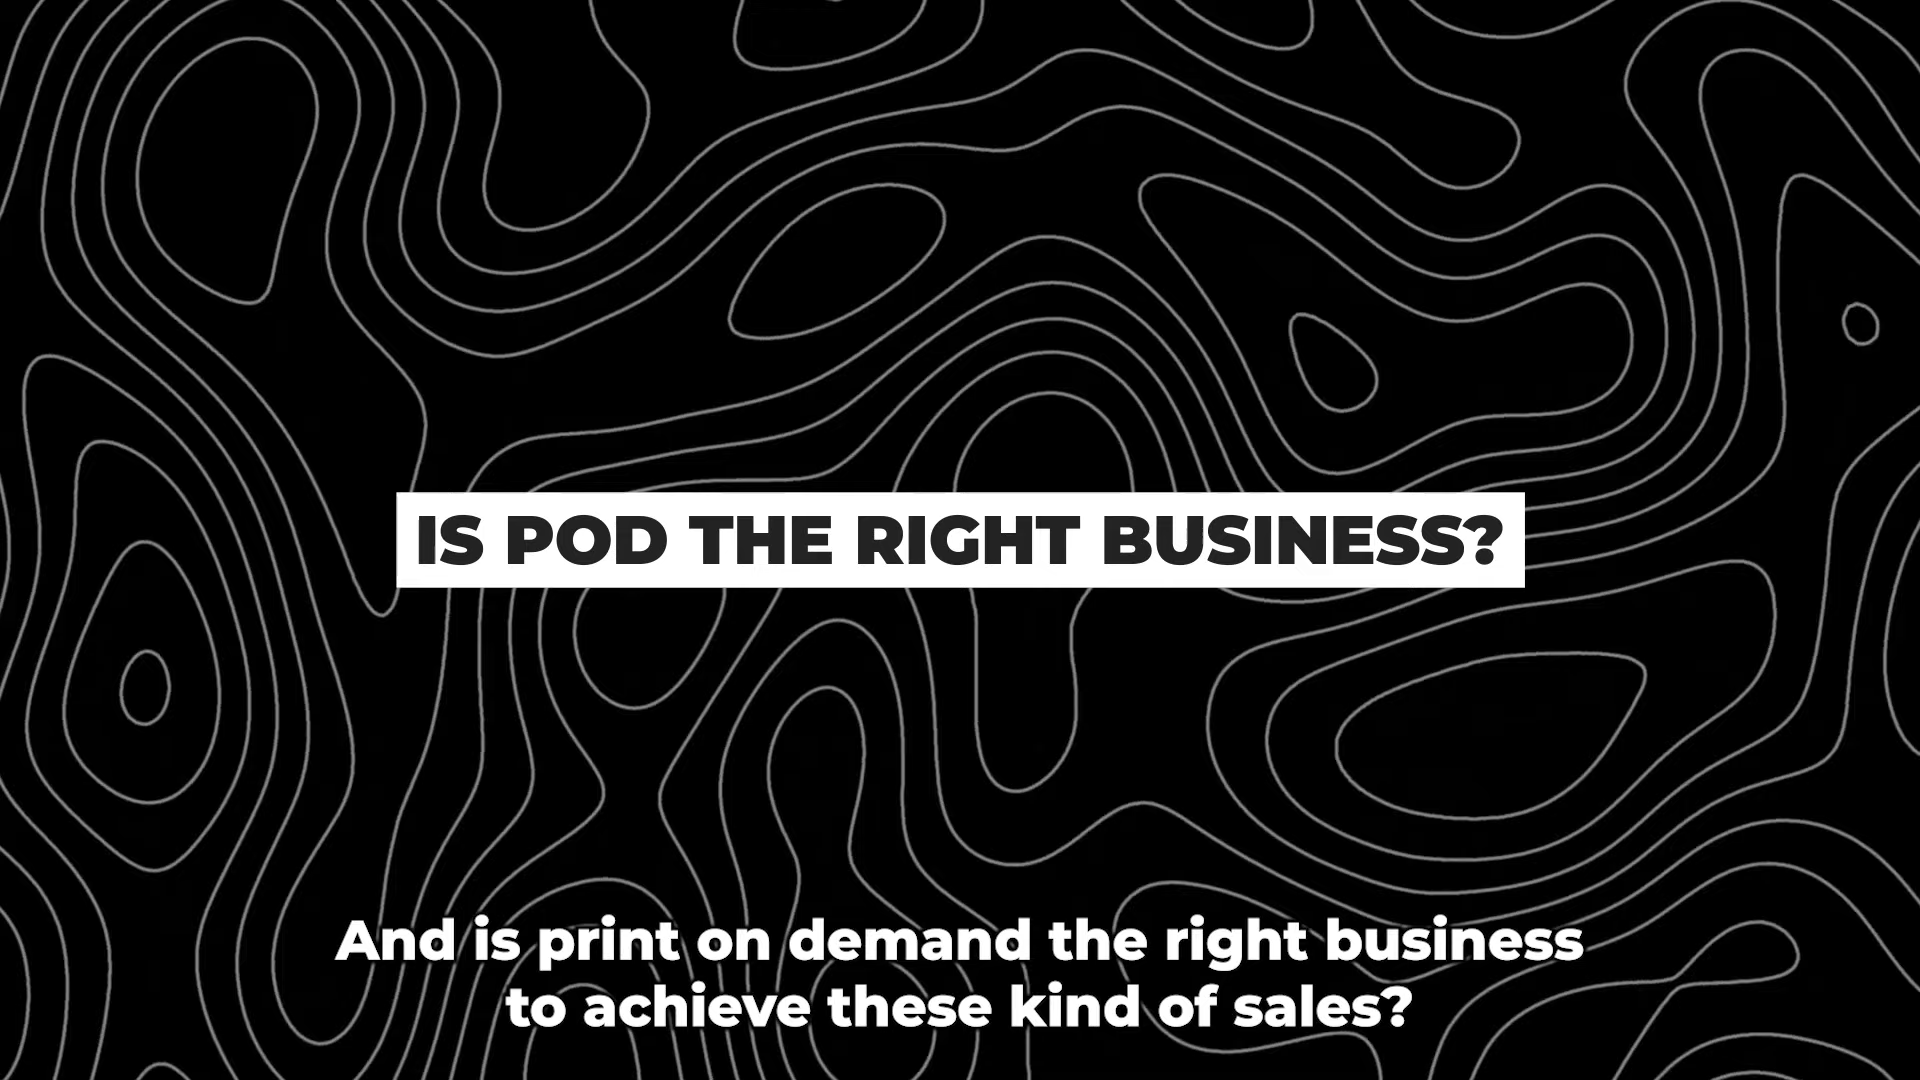 IS POD THE RIGHT BUSINESS?
And is print on demand the right business
to achieve these kind of sales?